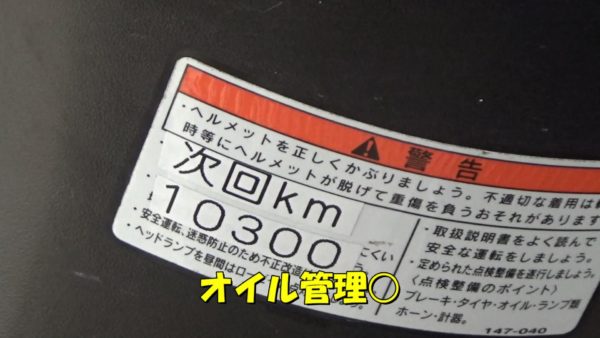 警告
・ヘルメットを正しくかぶりましょう。不適切な着用は
時等にヘルメットが脱げて重傷を負うおそれがあります
次回km
10300
・安全運転、迷惑防止のため不正改造
・ヘッドランプを昼間はロー
・取扱説明書をよく読んで
安全な運転をしましょう。
・定められた点検整備を遂行しましょう。
〈点検整備のポイント〉
ブレーキ・タイヤ・オイル・ランプ類
ホーン・計器。
147-040
オイル管理○